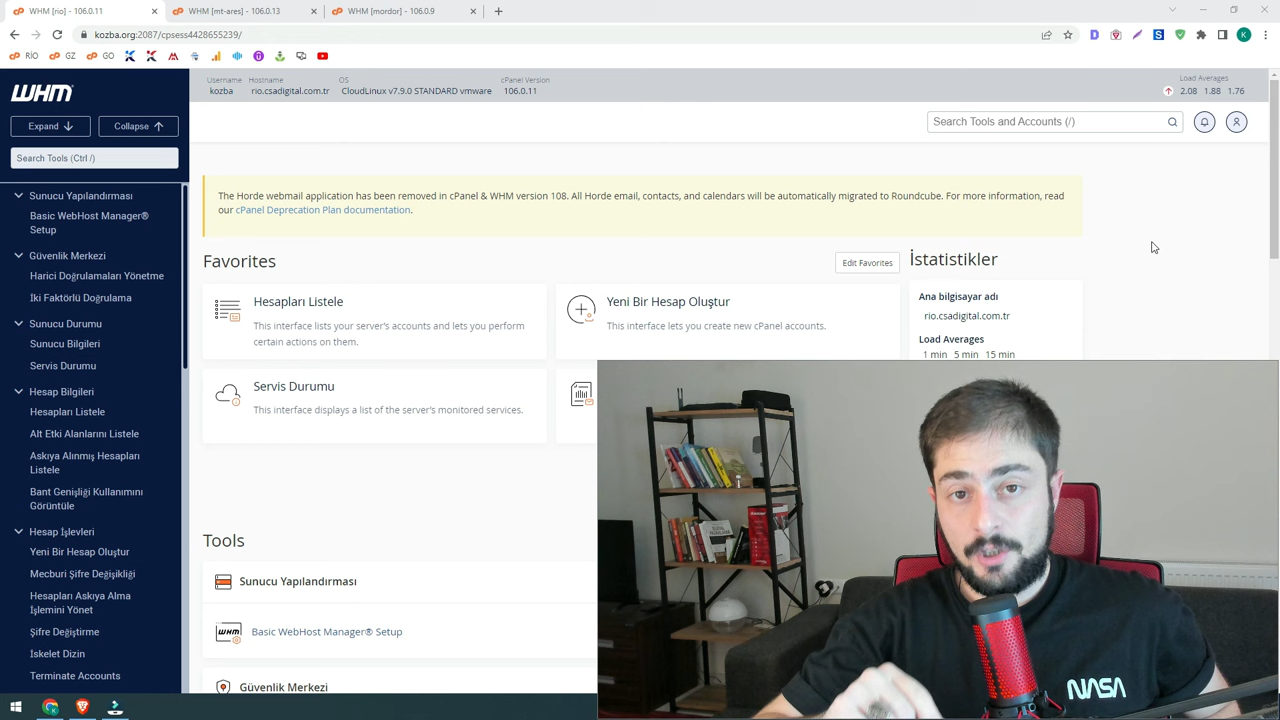 WHM [rio] - 106.0.11
WHM [mt-ares] - 106.0.13
WHM [mordor] - 106.0.9
kozba.org:2087/cpsess4428655239/
RİO
GZ
GO
K
WHM
Expand
Collapse
Search Tools (Ctrl /)
Sunucu Yapılandırması
Basic WebHost Manager®
Setup
Güvenlik Merkezi
Harici Doğrulamaları Yönetme
İki Faktörlü Doğrulama
Sunucu Durumu
Sunucu Bilgileri
Servis Durumu
Hesap Bilgileri
Hesapları Listele
Alt Etki Alanlarını Listele
Askıya Alınmış Hesapları
Listele
Bant Genişliği Kullanımını
Görüntüle
Hesap İşlevleri
Yeni Bir Hesap Oluştur
Mecburi Şifre Değişikliği
Hesapları Askıya Alma
İşlemini Yönet
Şifre Değiştirme
İskelet Dizin
Terminate Accounts
Username Hostname OS cPanel Version
kozba rio.csadigital.com.tr CloudLinux v7.9.0 STANDARD vmware 106.0.11
Load Averages
2.08 1.88 1.76
Search Tools and Accounts (/)
The Horde webmail application has been removed in cPanel & WHM version 108. All Horde email, contacts, and calendars will be automatically migrated to Roundcube. For more information, read
our cPanel Deprecation Plan documentation.
Favorites
Edit Favorites
Hesapları Listele
This interface lists your server's accounts and lets you perform
certain actions on them.
Yeni Bir Hesap Oluştur
This interface lets you create new cPanel accounts.
Servis Durumu
This interface displays a list of the server's monitored services.
İstatistikler
Ana bilgisayar adı
rio.csadigital.com.tr
Load Averages
1 min 5 min 15 min
Tools
Sunucu Yapılandırması
WHM
Basic WebHost Manager® Setup
Güvenlik Merkezi
NASA